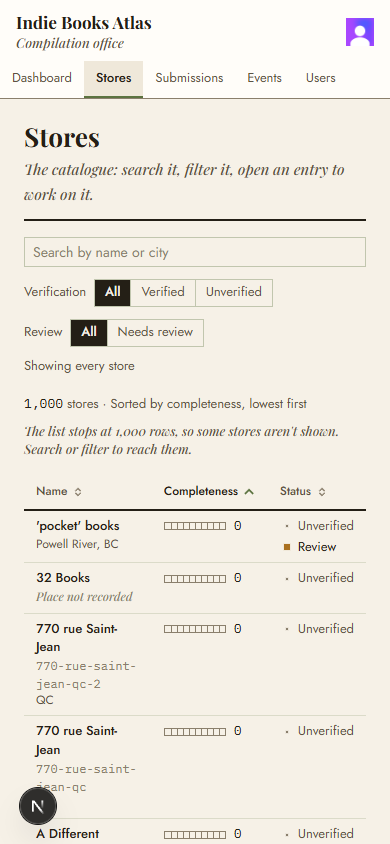 Indie Books Atlas
Compilation office
Dashboard Stores Submissions Events Users
Stores
The catalogue: search it, filter it, open an entry to
work on it.
Search by name or city
Verification All Verified Unverified
Review All Needs review
Showing every store
1,000 stores · Sorted by completeness, lowest first
The list stops at 1,000 rows, so some stores aren't shown.
Search or filter to reach them.
Name Completeness Status
'pocket' books 0 · Unverified
Powell River, BC Review
32 Books 0 · Unverified
Place not recorded
770 rue Saint- 0 · Unverified
Jean
770-rue-saint-
jean-qc-2
QC
770 rue Saint- 0 · Unverified
Jean
770-rue-saint-
jean-qc
N
A Different 0 · Unverified